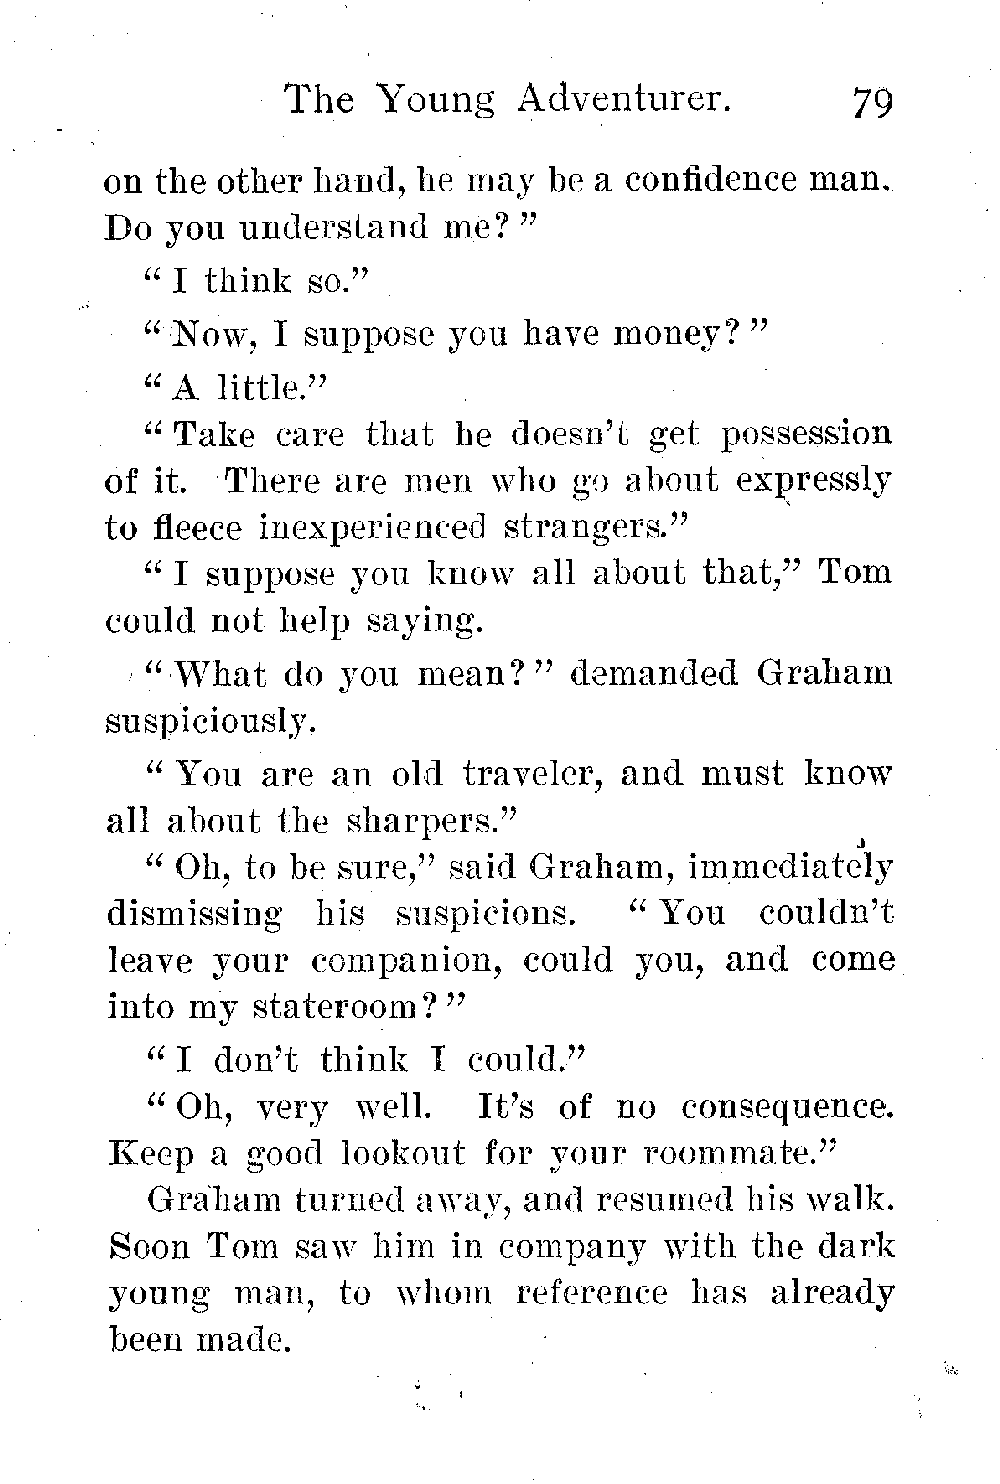 The Young Adventurer. 79
on the other hand, he may be a confidence man.
Do you understand me?"
"I think so."
"Now, I suppose you have money?"
"A little."
"Take care that he doesn't get possession
of it. There are men who go about expressly
to fleece inexperienced strangers."
"I suppose you know all about that," Tom
could not help saying.
"What do you mean?" demanded Graham
suspiciously.
"You are an old traveler, and must know
all about the sharpers."
"Oh, to be sure," said Graham, immediately
dismissing his suspicions. "You couldn't
leave your companion, could you, and come
into my stateroom?"
"I don't think I could."
"Oh, very well. It's of no consequence.
Keep a good lookout for your roommate."
Graham turned away, and resumed his walk.
Soon Tom saw him in company with the dark
young man, to whom reference has already
been made.